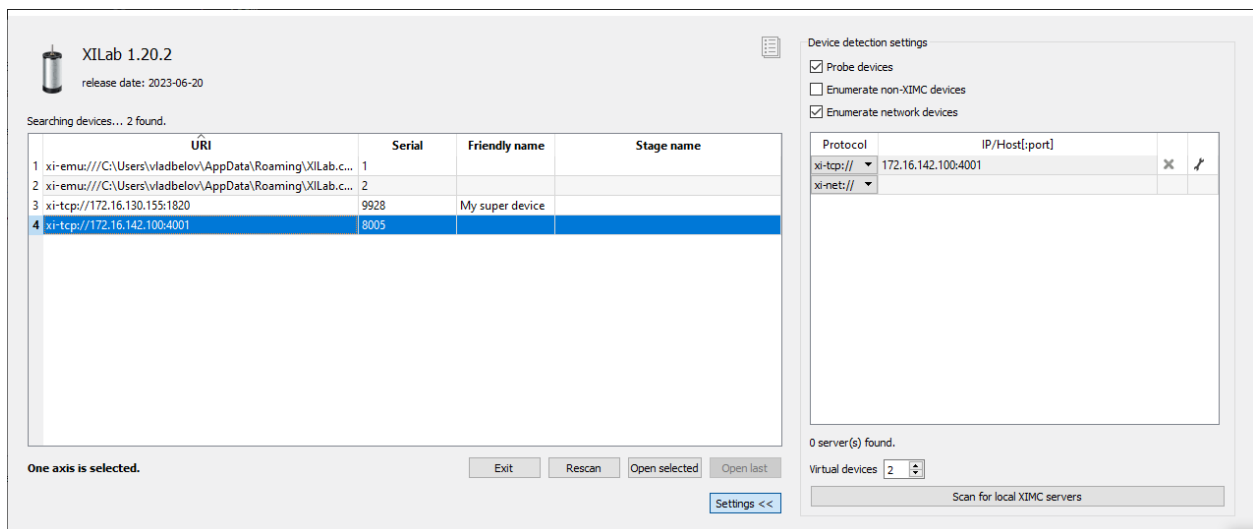 XILab 1.20.2
release date: 2023-06-20
Searching devices... 2 found.
URI Serial Friendly name Stage name
1 xi-emu:///C:\Users\vladbelov\AppData\Roaming\XILab.c... 1
2 xi-emu:///C:\Users\vladbelov\AppData\Roaming\XILab.c... 2
3 xi-tcp://172.16.130.155:1820 9928 My super device
4 xi-tcp://172.16.142.100:4001 8005
One axis is selected.
Exit Rescan Open selected Open last
Settings <<
Device detection settings
Probe devices
Enumerate non-XIMC devices
Enumerate network devices
Protocol IP/Host[:port]
xi-tcp:// 172.16.142.100:4001
xi-net://
0 server(s) found.
Virtual devices 2
Scan for local XIMC servers